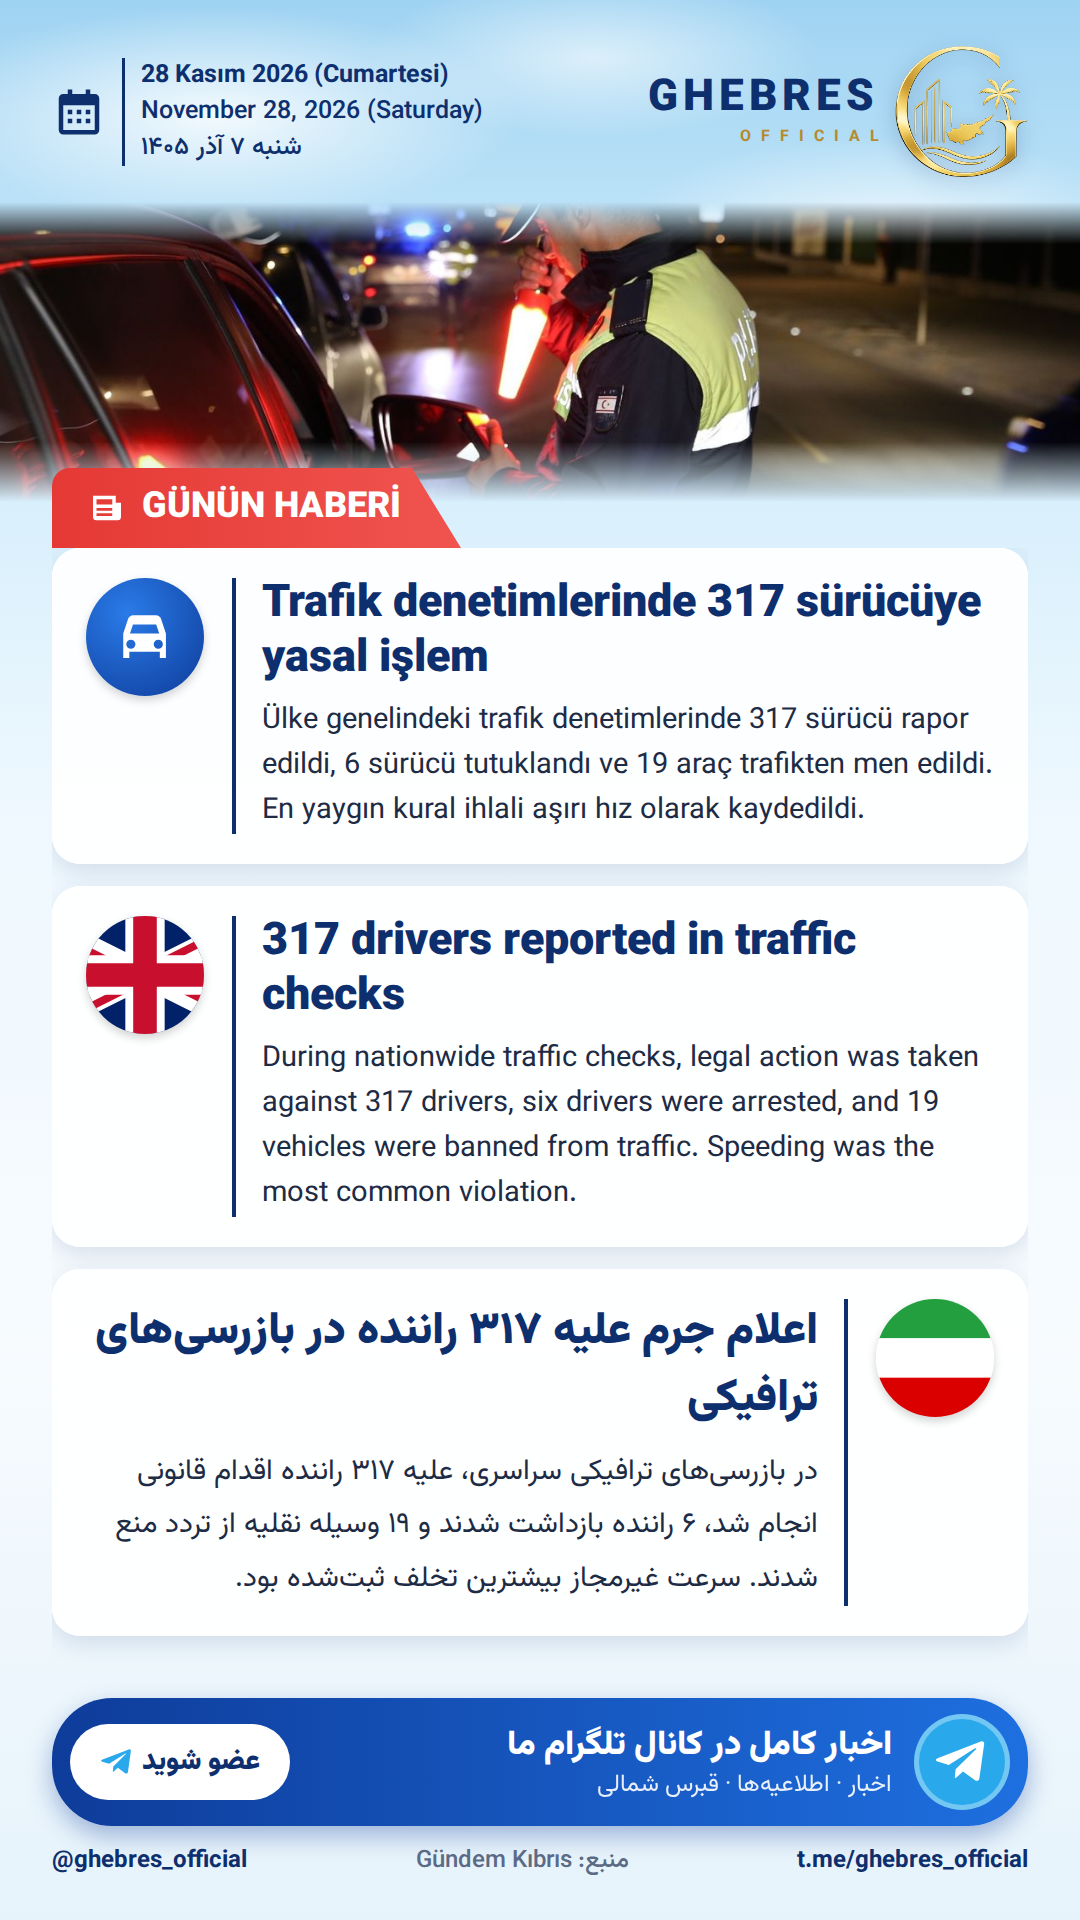 28 Kasım 2026 (Cumartesi)
November 28, 2026 (Saturday)
شنبه ۷ آذر ۱۴۰۵
GHEBRES
OFFICIAL
GÜNÜN HABERİ
Trafik denetimlerinde 317 sürücüye
yasal işlem
Ülke genelindeki trafik denetimlerinde 317 sürücü rapor
edildi, 6 sürücü tutuklandı ve 19 araç trafikten men edildi.
En yaygın kural ihlali aşırı hız olarak kaydedildi.
317 drivers reported in traffic
checks
During nationwide traffic checks, legal action was taken
against 317 drivers, six drivers were arrested, and 19
vehicles were banned from traffic. Speeding was the
most common violation.
اعلام جرم علیه ۳۱۷ راننده در بازرسی‌های
ترافیکی
در بازرسی‌های ترافیکی سراسری، علیه ۳۱۷ راننده اقدام قانونی
انجام شد، ۶ راننده بازداشت شدند و ۱۹ وسیله نقلیه از تردد منع
شدند. سرعت غیرمجاز بیشترین تخلف ثبت‌شده بود.
اخبار کامل در کانال تلگرام ما
اخبار · اطلاعیه‌ها · قبرس شمالی
عضو شوید
@ghebres_official
منبع: Gündem Kıbrıs
t.me/ghebres_official